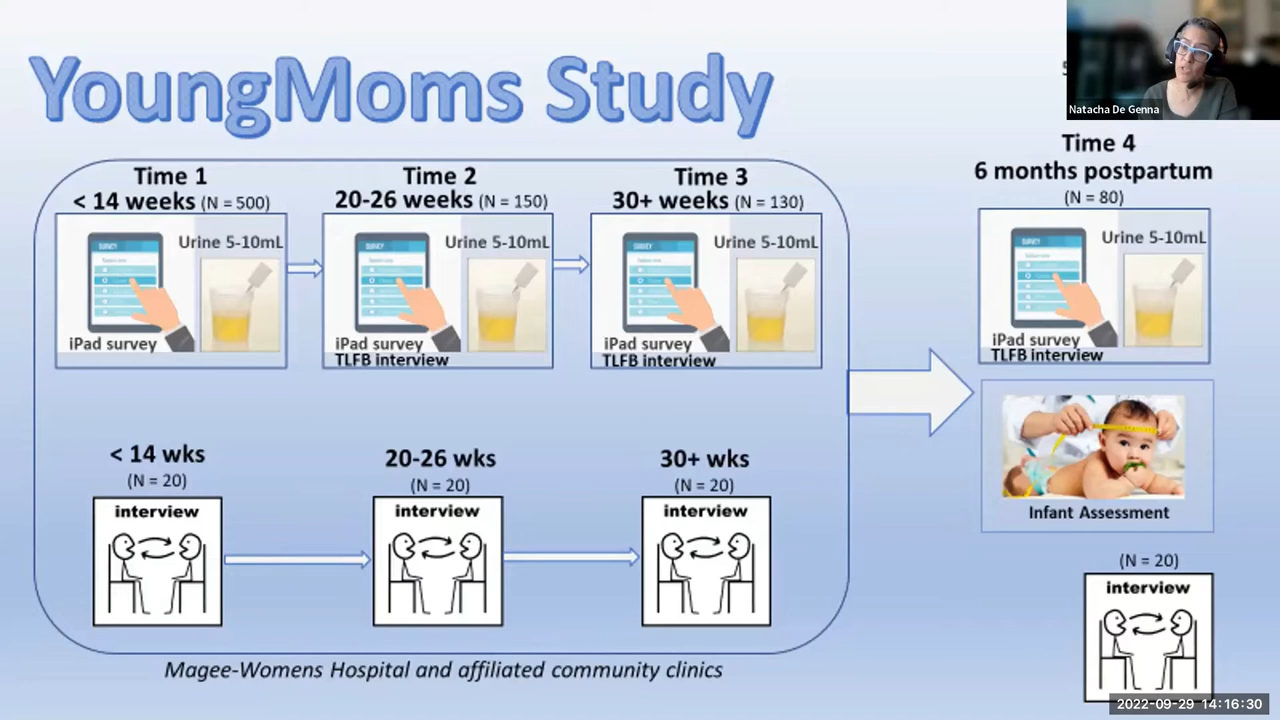 YoungMoms Study
Natacha De Genna
Time 1
< 14 weeks (N = 500)
Urine 5-10mL
SURVEY
iPad survey
Time 2
20-26 weeks (N = 150)
Urine 5-10mL
SURVEY
iPad survey
TLFB interview
Time 3
30+ weeks (N = 130)
Urine 5-10mL
SURVEY
iPad survey
TLFB interview
Time 4
6 months postpartum
(N = 80)
Urine 5-10mL
SURVEY
iPad survey
TLFB interview
Infant Assessment
< 14 wks
(N = 20)
interview
20-26 wks
(N = 20)
interview
30+ wks
(N = 20)
interview
(N = 20)
interview
Magee-Womens Hospital and affiliated community clinics
2022-09-29 14:16:30